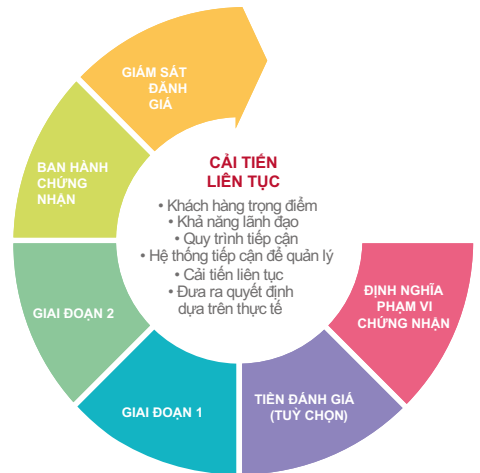 GIÁM SÁT
ĐÁNH
GIÁ
BAN HÀNH
CHỨNG
NHẬN
CẢI TIẾN
LIÊN TỤC
• Khách hàng trọng điểm
• Khả năng lãnh đạo
• Quy trình tiếp cận
• Hệ thống tiếp cận để quản lý
• Cải tiến liên tục
• Đưa ra quyết định
dựa trên thực tế
ĐỊNH NGHĨA
PHẠM VI
CHỨNG NHẬN
GIAI ĐOẠN 2
GIAI ĐOẠN 1
TIỀN ĐÁNH GIÁ
(TUỲ CHỌN)